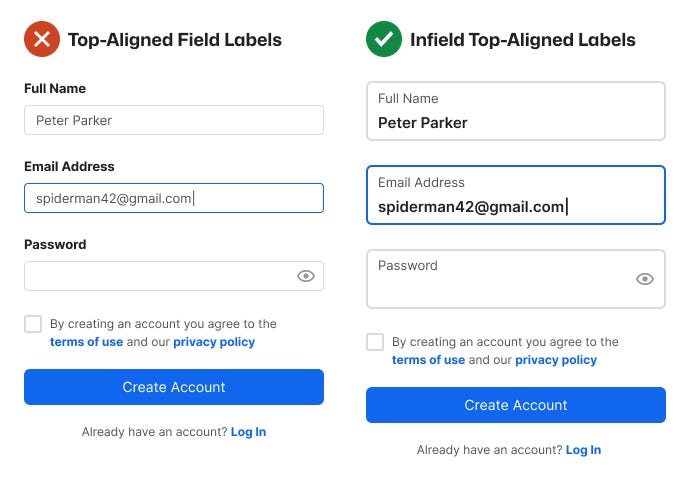 Top-Aligned Field Labels
Full Name
Peter Parker
Email Address
spiderman42@gmail.com
Password
By creating an account you agree to the
terms of use and our privacy policy
Create Account
Already have an account? Log In
Infield Top-Aligned Labels
Full Name
Peter Parker
Email Address
spiderman42@gmail.com
Password
By creating an account you agree to the
terms of use and our privacy policy
Create Account
Already have an account? Log In